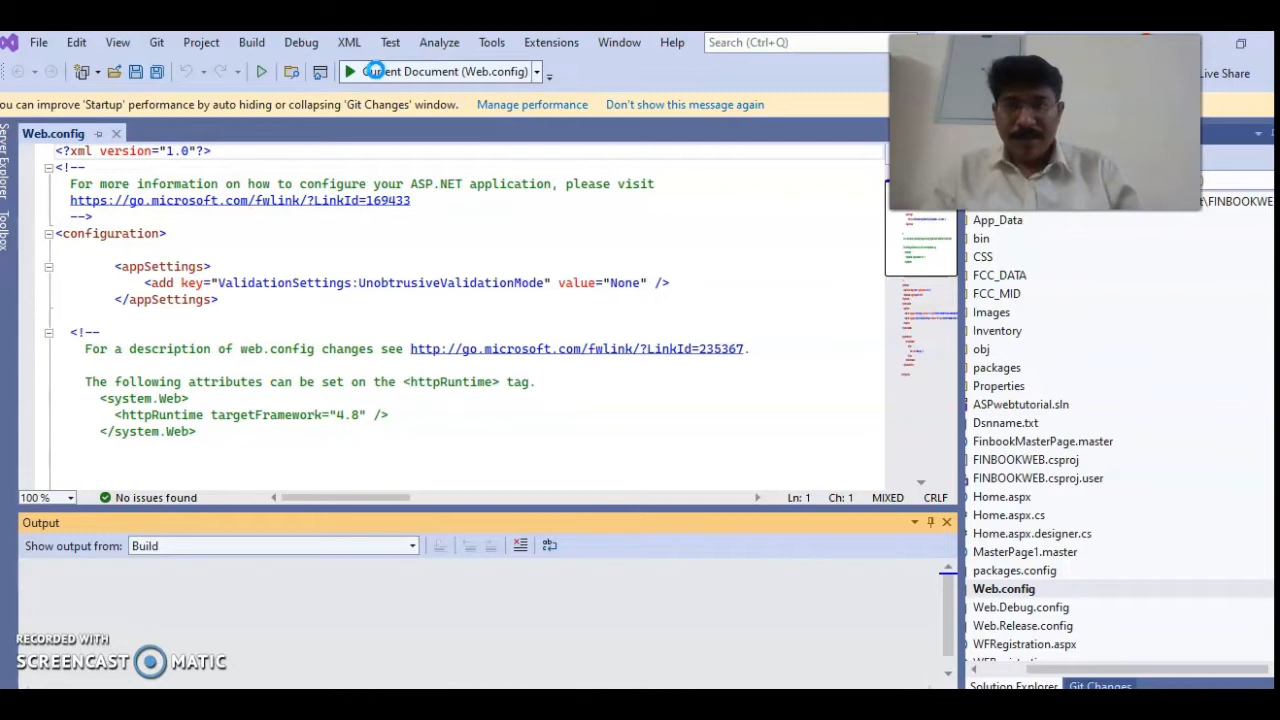 File Edit View Git Project Build Debug XML Test Analyze Tools Extensions Window Help Search (Ctrl+Q)
Current Document (Web.config)
Live Share
ou can improve 'Startup' performance by auto hiding or collapsing 'Git Changes' window. Manage performance Don't show this message again
Server Explorer
Toolbox
Web.config
<?xml version="1.0"?>
<!--
For more information on how to configure your ASP.NET application, please visit
https://go.microsoft.com/fwlink/?LinkId=169433
-->
<configuration>
<appSettings>
<add key="ValidationSettings:UnobtrusiveValidationMode" value="None" />
</appSettings>
<!--
For a description of web.config changes see http://go.microsoft.com/fwlink/?LinkId=235367.
The following attributes can be set on the <httpRuntime> tag.
<system.Web>
<httpRuntime targetFramework="4.8" />
</system.Web>
100 % No issues found Ln: 1 Ch: 1 MIXED CRLF
Output
Show output from: Build
RECORDED WITH
SCREENCAST MATIC
\FINBOOKWE
App_Data
bin
CSS
FCC_DATA
FCC_MID
Images
Inventory
obj
packages
Properties
ASPwebtutorial.sln
Dsnname.txt
FinbookMasterPage.master
FINBOOKWEB.csproj
FINBOOKWEB.csproj.user
Home.aspx
Home.aspx.cs
Home.aspx.designer.cs
MasterPage1.master
packages.config
Web.config
Web.Debug.config
Web.Release.config
WFRegistration.aspx
Solution Explorer Git Changes